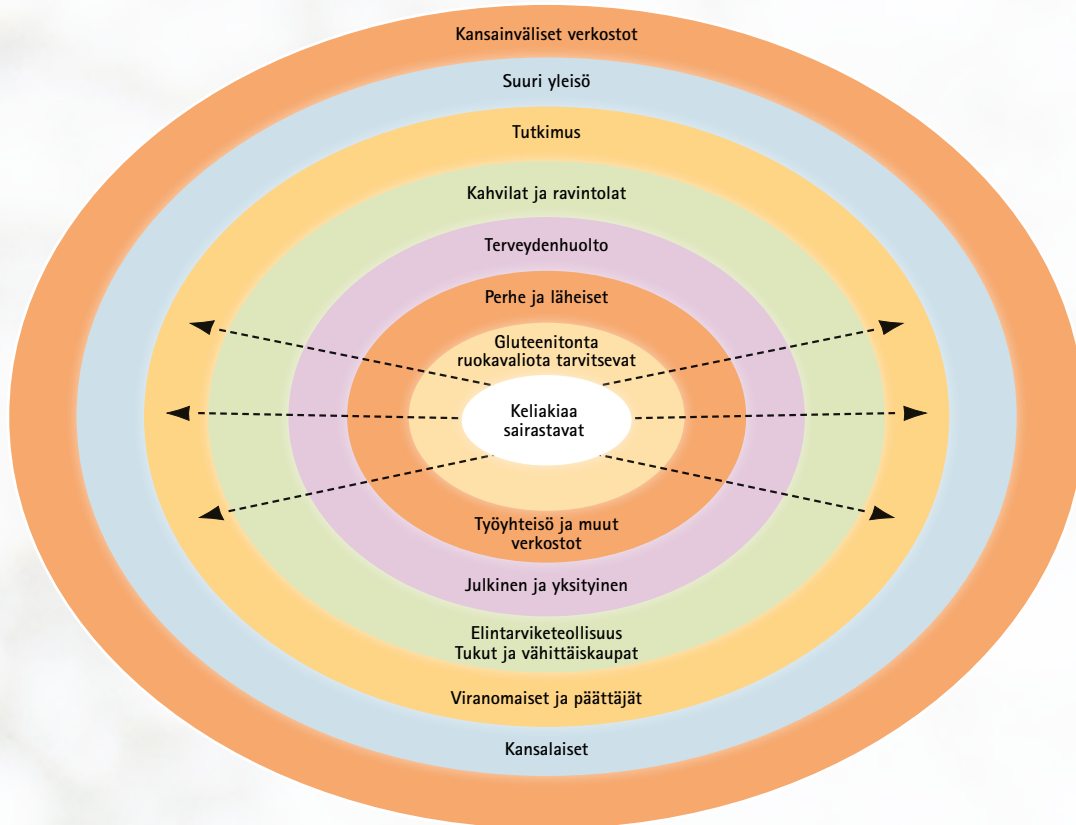 Kansainväliset verkostot
Suuri yleisö
Tutkimus
Kahvilat ja ravintolat
Terveydenhuolto
Perhe ja läheiset
Gluteenitonta
ruokavaliota tarvitsevat
Keliakiaa
sairastavat
Työyhteisö ja muut
verkostot
Julkinen ja yksityinen
Elintarviketeollisuus
Tukut ja vähittäiskaupat
Viranomaiset ja päättäjät
Kansalaiset